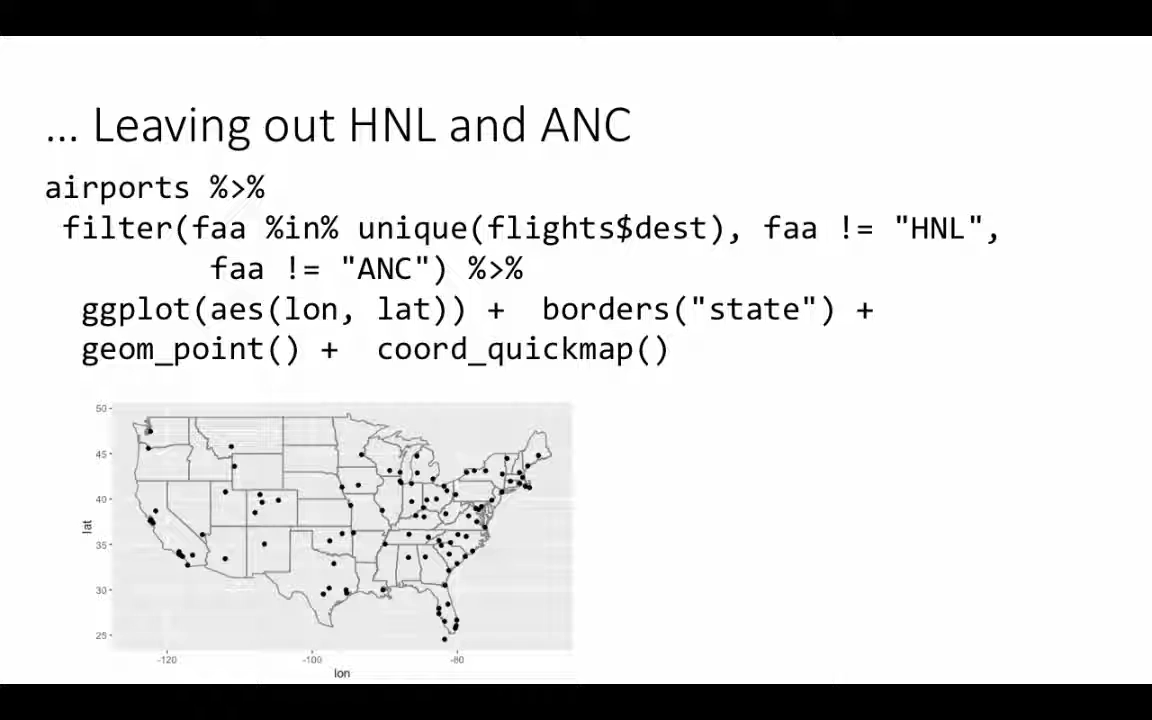 ... Leaving out HNL and ANC
airports %>%
filter(faa %in% unique(flights$dest), faa != "HNL",
faa != "ANC") %>%
ggplot(aes(lon, lat)) + borders("state") +
geom_point() + coord_quickmap()
50
45
40
35
30
25
lat
-120 -100 -80
lon